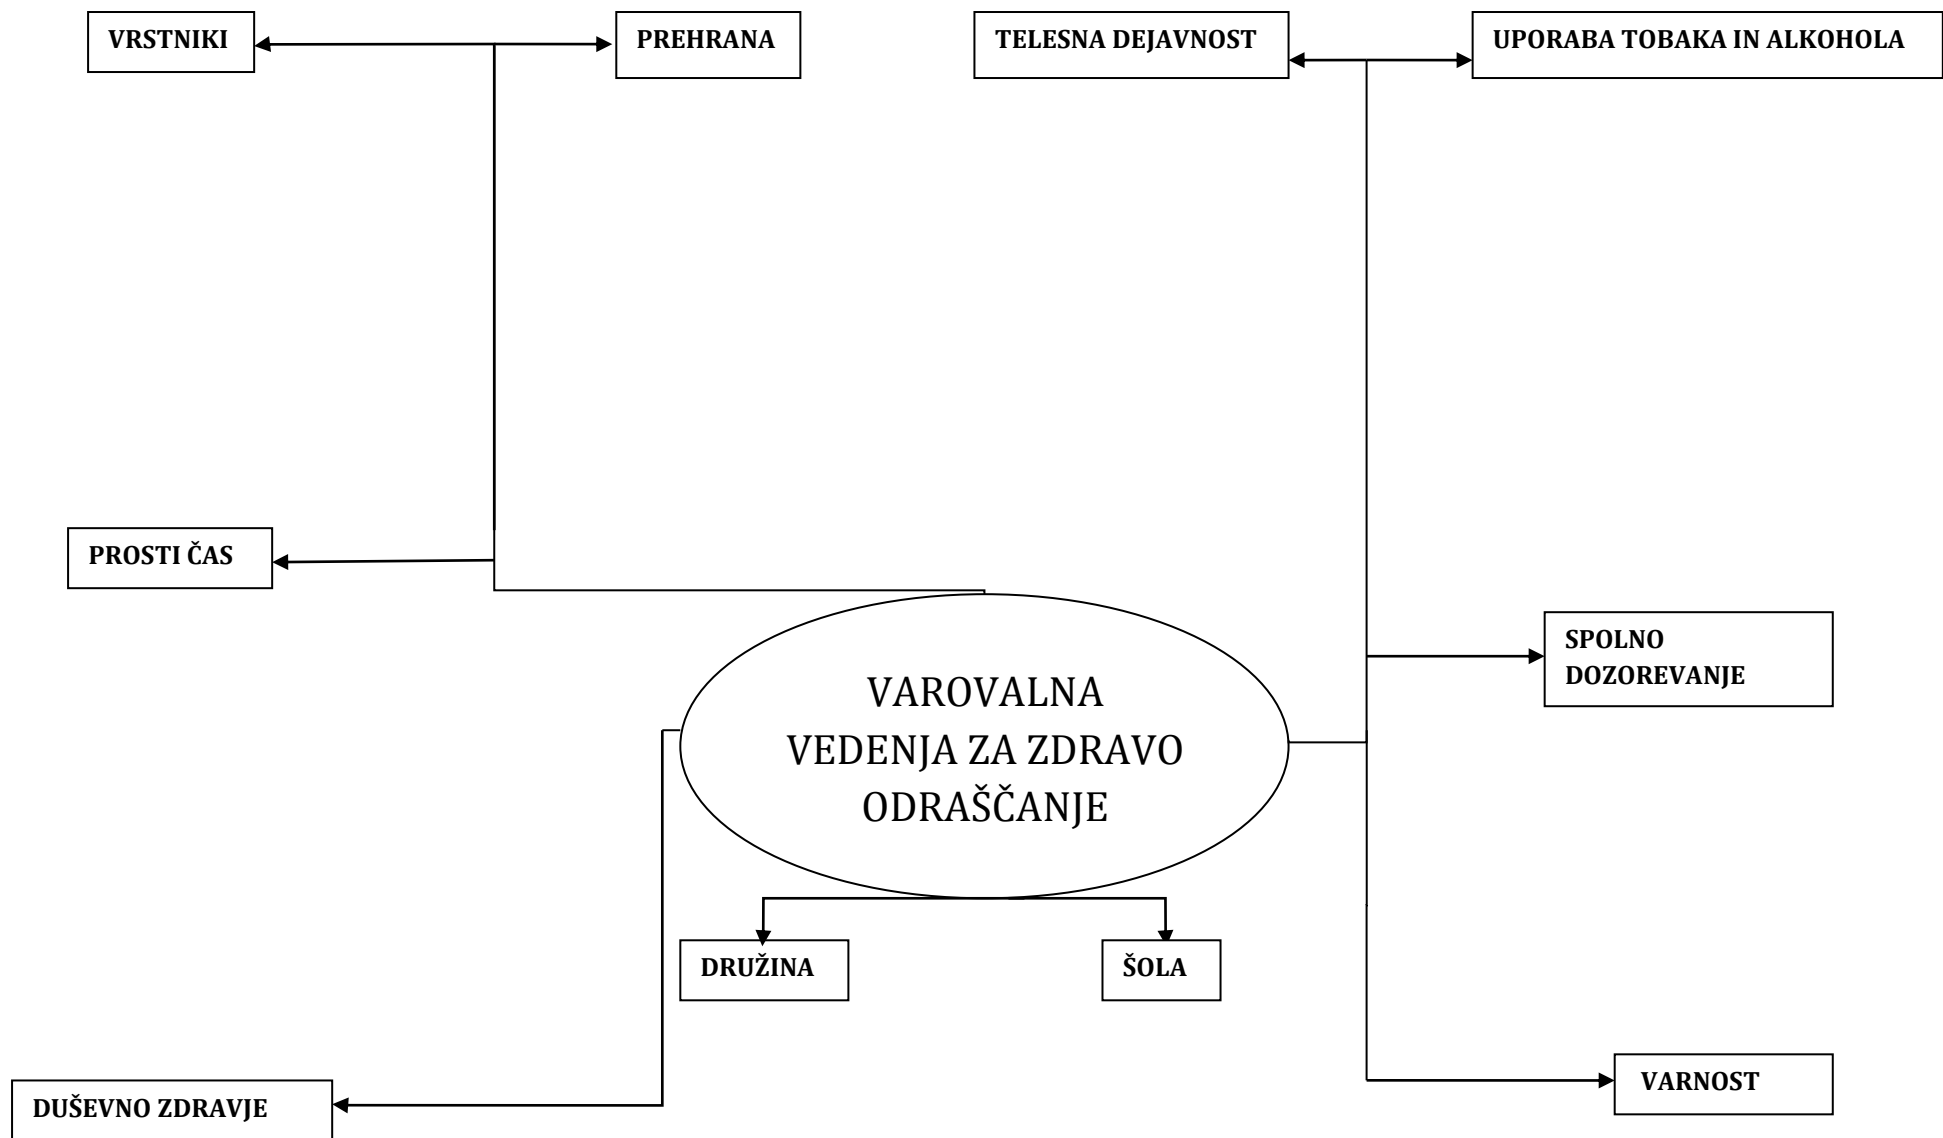 VRSTNIKI
PREHRANA
TELESNA DEJAVNOST
UPORABA TOBAKA IN ALKOHOLA
PROSTI ČAS
SPOLNO
DOZOREVANJE
VAROVALNA
VEDENJA ZA ZDRAVO
ODRAŠČANJE
DRUŽINA
ŠOLA
VARNOST
DUŠEVNO ZDRAVJE